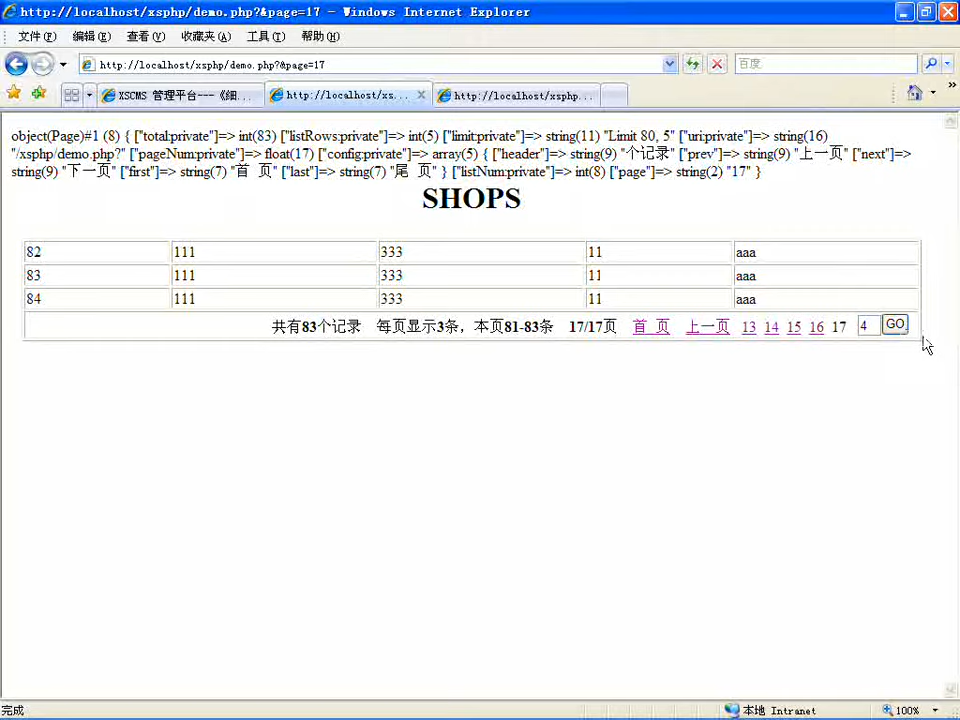 http://localhost/xsphp/demo.php?&page=17 - Windows Internet Explorer
文件(F) 编辑(E) 查看(V) 收藏夹(A) 工具(T) 帮助(H)
http://localhost/xsphp/demo.php?&page=17 百度
XSCMS 管理平台---《细... http://localhost/xs... http://localhost/xsphp...
object(Page)#1 (8) { ["total:private"]=> int(83) ["listRows:private"]=> int(5) ["limit:private"]=> string(11) "Limit 80, 5" ["uri:private"]=> string(16)
"/xsphp/demo.php?" ["pageNum:private"]=> float(17) ["config:private"]=> array(5) { ["header"]=> string(9) "个记录" ["prev"]=> string(9) "上一页" ["next"]=>
string(9) "下一页" ["first"]=> string(7) "首 页" ["last"]=> string(7) "尾 页" } ["listNum:private"]=> int(8) ["page"]=> string(2) "17" }
SHOPS
82 111 333 11 aaa
83 111 333 11 aaa
84 111 333 11 aaa
共有83个记录 每页显示3条，本页81-83条 17/17页 首 页 上一页 13 14 15 16 17 4 GO
完成 本地 Intranet 100%